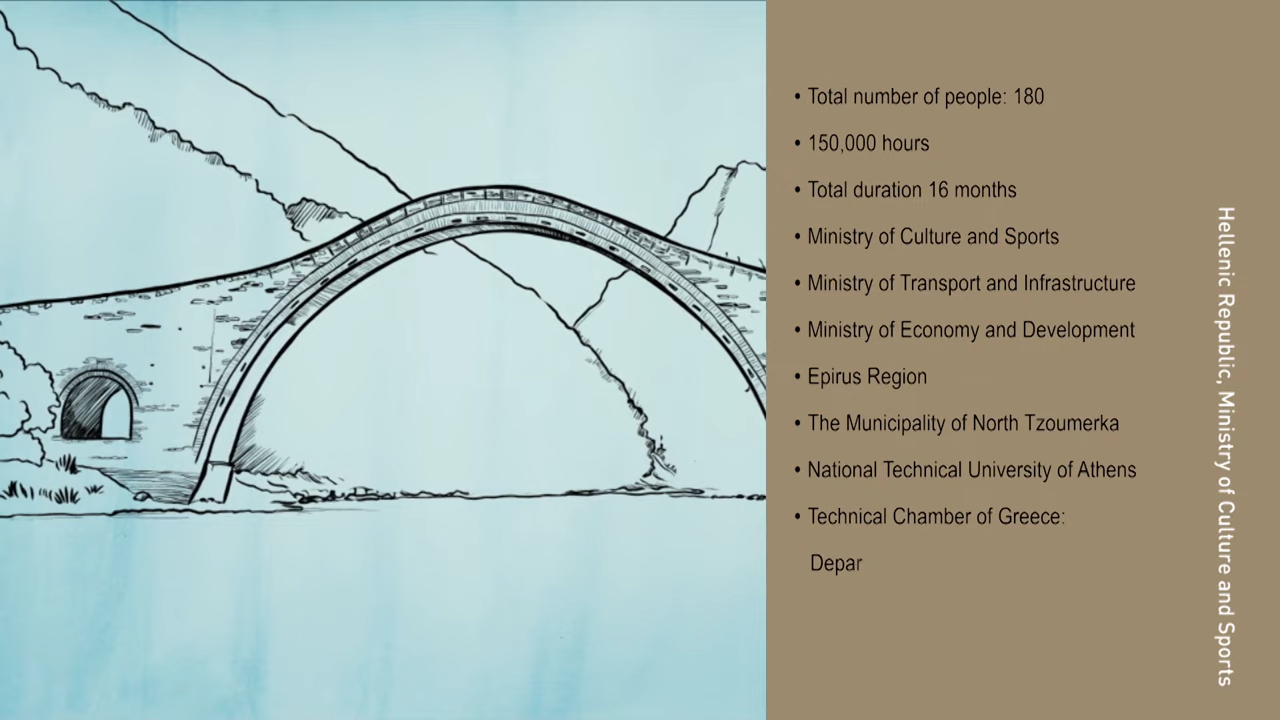 • Total number of people: 180
• 150,000 hours
• Total duration 16 months
• Ministry of Culture and Sports
• Ministry of Transport and Infrastructure
• Ministry of Economy and Development
• Epirus Region
• The Municipality of North Tzoumerka
• National Technical University of Athens
• Technical Chamber of Greece:
Depar
Hellenic Republic, Ministry of Culture and Sports